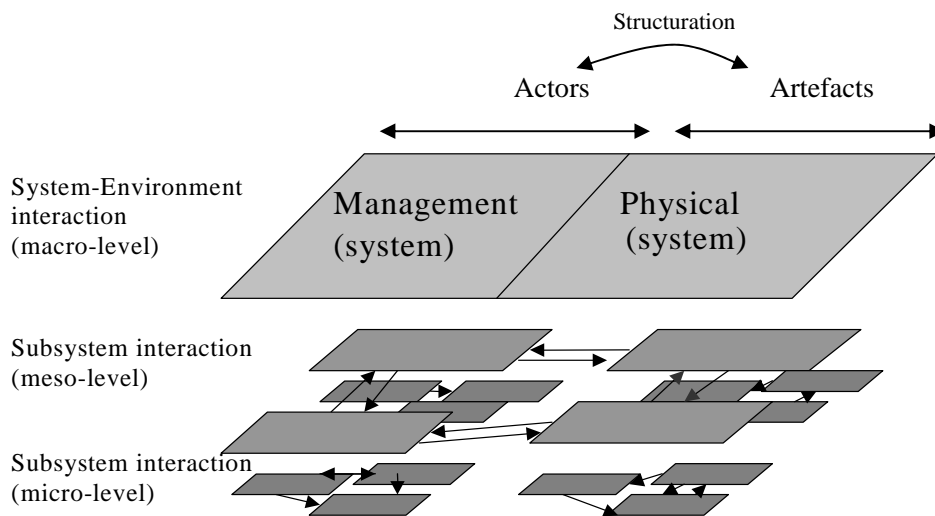 Structuration
Actors
Artefacts
System-Environment
interaction
(macro-level)
Management
(system)
Physical
(system)
Subsystem interaction
(meso-level)
Subsystem interaction
(micro-level)